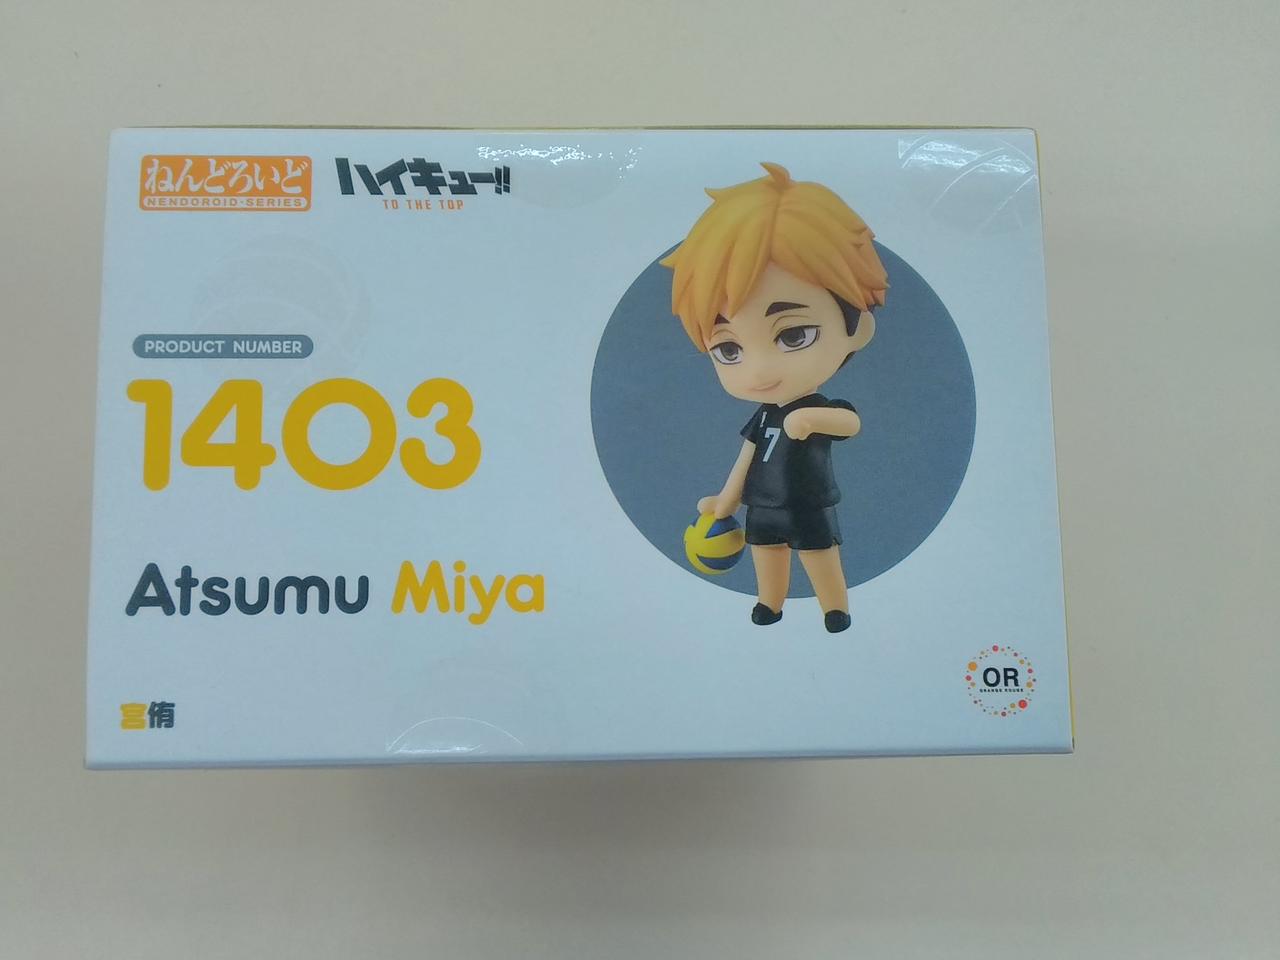 ねんどろいど
NENDOROID・SERIES
ハイキュー!!
TO THE TOP
PRODUCT NUMBER
1403
Atsumu Miya
宮侑
7
OR
ORANGE ROUGE